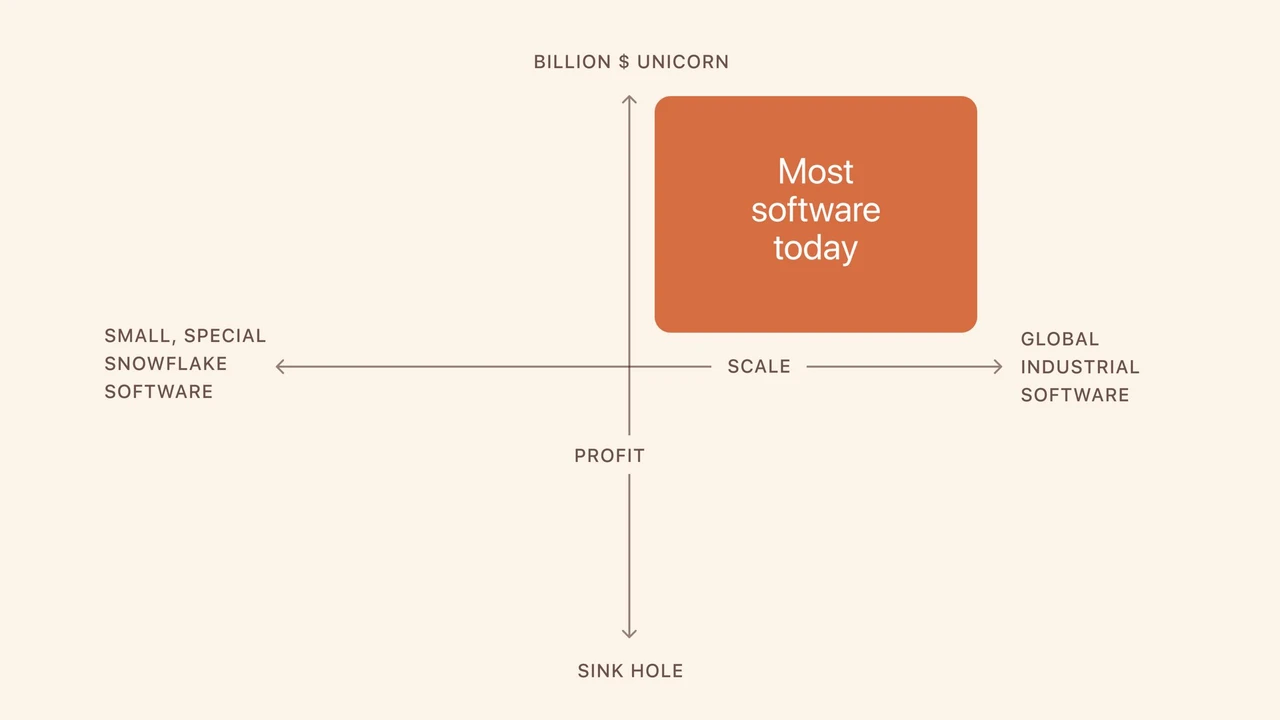 BILLION $ UNICORN
Most
software
today
SMALL, SPECIAL
SNOWFLAKE
SOFTWARE
SCALE
GLOBAL
INDUSTRIAL
SOFTWARE
PROFIT
SINK HOLE